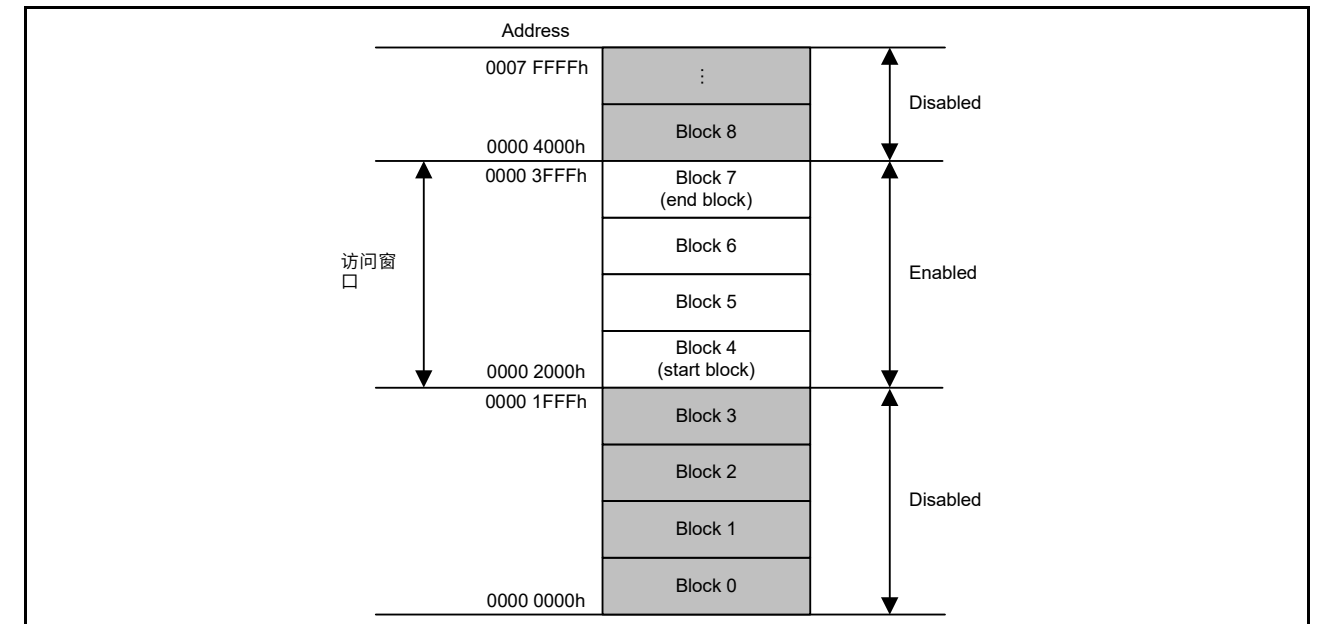 Address
0007 FFFFh
⋮
Disabled
Block 8
0000 4000h
0000 3FFFh
Block 7
(end block)
Block 6
访问窗
口
Enabled
Block 5
Block 4
(start block)
0000 2000h
0000 1FFFh
Block 3
Block 2
Disabled
Block 1
Block 0
0000 0000h